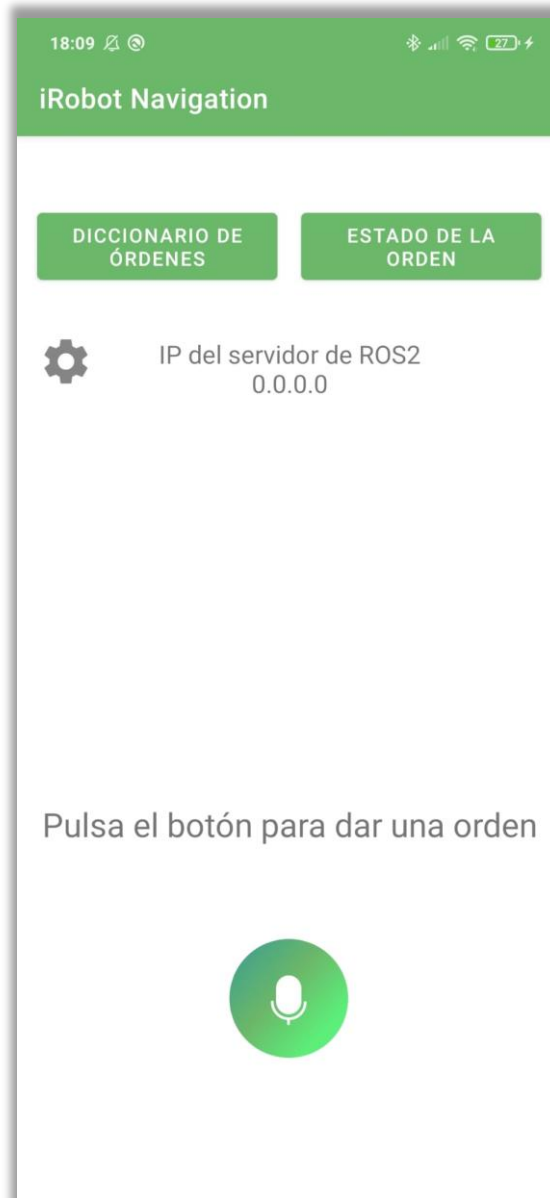 18:09
27
iRobot Navigation
DICCIONARIO DE
ÓRDENES
ESTADO DE LA
ORDEN
IP del servidor de ROS2
0.0.0.0
Pulsa el botón para dar una orden